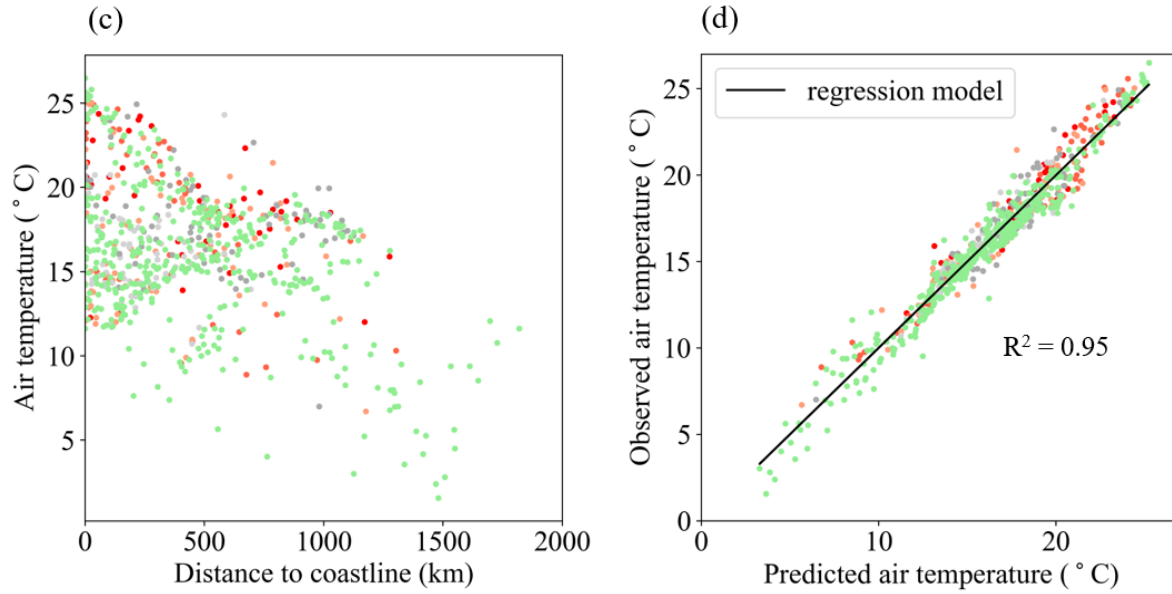 (c)
Air temperature ( ° C)
25
20
15
10
5
0
500
1000
1500
2000
Distance to coastline (km)
(d)
regression model
R² = 0.95
Observed air temperature ( ° C)
25
20
15
10
5
0
0
10
20
Predicted air temperature ( ° C)